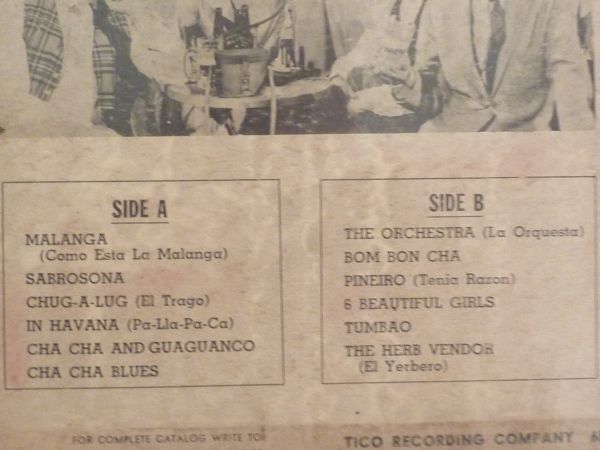 SIDE A
MALANGA
(Como Esta La Malanga)
SABROSONA
CHUG-A-LUG (El Trago)
IN HAVANA (Pa-Lla-Pa-Ca)
CHA CHA AND GUAGUANCO
CHA CHA BLUES
SIDE B
THE ORCHESTRA (La Orquesta)
BOM BON CHA
PINEIRO (Tenia Razon)
6 BEAUTIFUL GIRLS
TUMBAO
THE HERB VENDOR
(El Yerbero)
FOR COMPLETE CATALOG WRITE TO: TICO RECORDING COMPANY